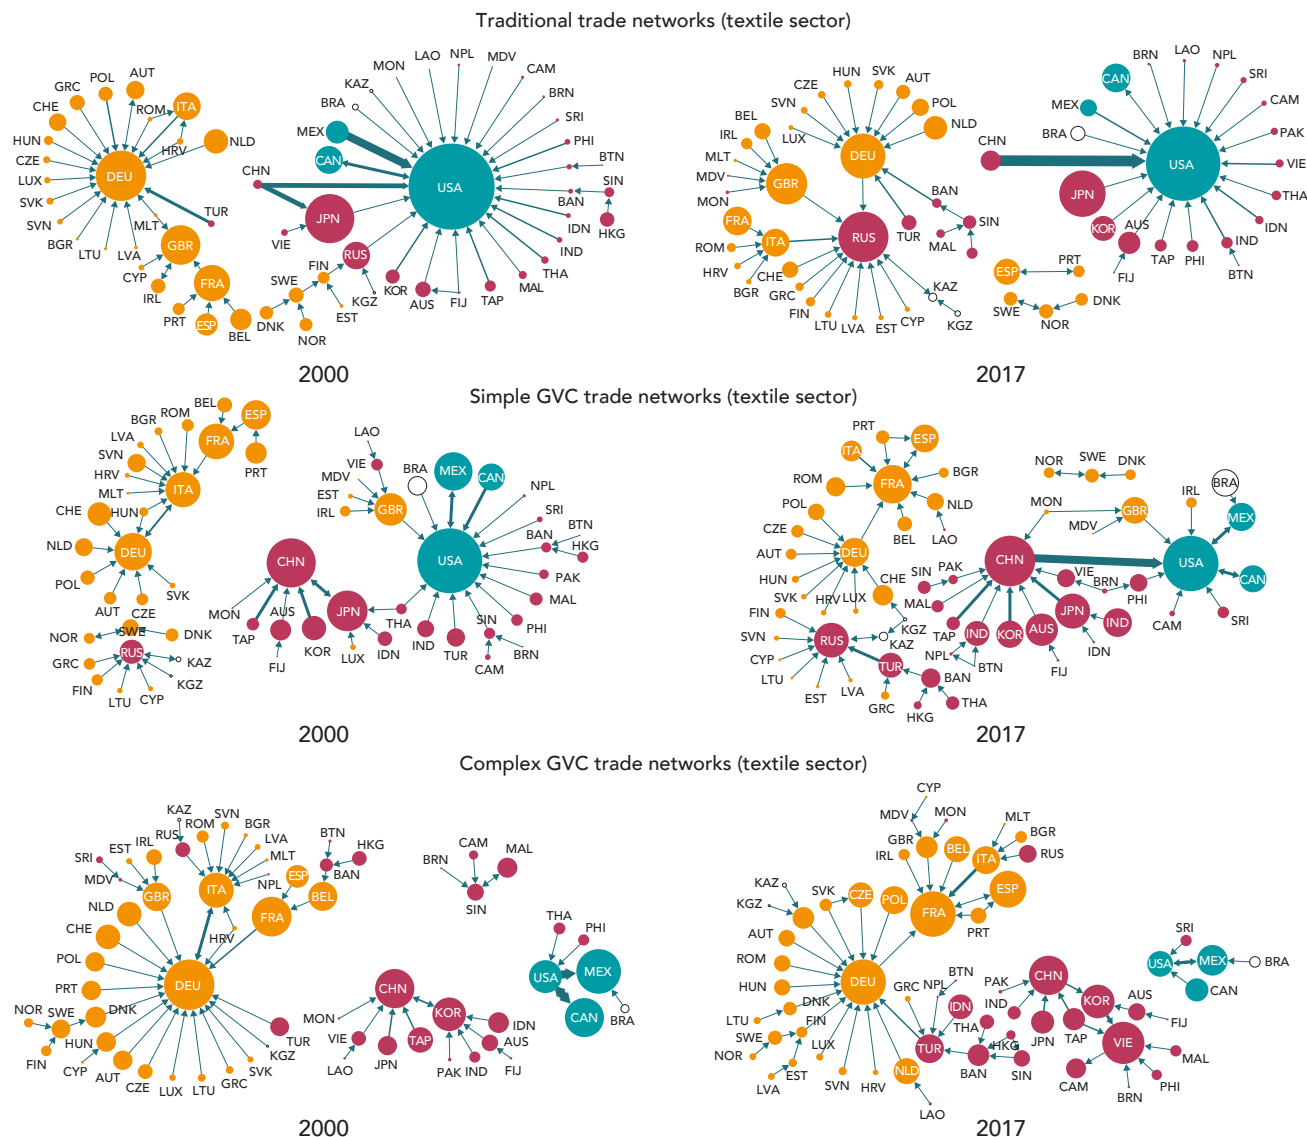 Traditional trade networks (textile sector)
POL
AUT
GRC
ROM
ITA
CHE
HRV
NLD
HUN
CZE
DEU
LUX
SVK
SVN
BGR
LTU
LVA
MLT
TUR
GBR
CYP
IRL
FRA
PRT
ESP
BEL
NPL
LAO
MDV
MON
CAM
KAZ
BRN
BRA
SRI
MEX
PHI
CAN
BTN
CHN
USA
SIN
BAN
JPN
IDN
HKG
VIE
IND
RUS
THA
FIN
MAL
KOR
SWE
KGZ
AUS
FIJ
TAP
EST
DNK
NOR
2000
HUN
SVK
CZE
AUT
SVN
POL
BEL
LUX
NLD
IRL
DEU
MLT
MDV
GBR
BAN
MON
FRA
SIN
TUR
MAL
ITA
RUS
ROM
HRV
CHE
BGR
GRC
KAZ
FIN
LTU
LVA
EST
CYP
KGZ
BRN
LAO
NPL
CAN
SRI
MEX
CAM
BRA
PAK
CHN
USA
VIE
JPN
THA
KOR
AUS
IDN
IND
FIJ
TAP
PHI
BTN
ESP
PRT
SWE
DNK
NOR
2017
Simple GVC trade networks (textile sector)
BEL
ESP
ROM
BGR
FRA
LVA
SVN
PRT
HRV
ITA
MLT
CHE
HUN
NLD
DEU
POL
SVK
AUT
CZE
SWE
NOR
DNK
RUS
GRC
KAZ
FIN
KGZ
LTU
CYP
LAO
VIE
BRA
MEX
CAN
MDV
EST
NPL
IRL
GBR
SRI
BTN
BAN
HKG
CHN
USA
PAK
MAL
MON
AUS
JPN
THA
PHI
TAP
SIN
KOR
IDN
IND
TUR
BRN
FIJ
LUX
CAM
2000
PRT
ESP
ITA
ROM
FRA
BGR
POL
NLD
CZE
BEL
LAO
AUT
DEU
HUN
CHE
SVK
HRV
LUX
FIN
KGZ
SVN
RUS
KAZ
CYP
TUR
LTU
BAN
EST
LVA
GRC
HKG
THA
NOR
SWE
DNK
BRA
MON
IRL
GBR
MEX
MDV
CHN
USA
CAN
SIN
PAK
VIE
BRN
PHI
MAL
JPN
TAP
IND
KOR
AUS
IND
CAM
SRI
NPL
BTN
IDN
FIJ
2017
Complex GVC trade networks (textile sector)
KAZ
SVN
ROM
BGR
RUS
IRL
LVA
EST
MLT
SRI
BTN
HKG
MDV
GBR
ITA
NPL
ESP
BAN
NLD
BEL
FRA
CHE
HRV
POL
DEU
PRT
DNK
NOR
SWE
HUN
TUR
FIN
KGZ
CYP
AUT
CZE
LUX
LTU
GRC
SVK
CAM
MAL
BRN
SIN
THA
PHI
USA
MEX
CHN
CAN
BRA
MON
KOR
IDN
VIE
TAP
AUS
LAO
JPN
PAK
IND
FIJ
2000
CYP
MDV
MON
MLT
GBR
BGR
BEL
ITA
RUS
IRL
KAZ
SVK
CZE
POL
ESP
KGZ
FRA
PRT
AUT
ROM
HUN
DEU
GRC
NPL
BTN
DNK
IDN
LTU
FIN
THA
SWE
HKG
LUX
TUR
NOR
BAN
SIN
EST
LVA
SVN
HRV
NLD
LAO
SRI
USA
MEX
BRA
CAN
CHN
PAK
IND
KOR
AUS
JPN
TAP
FIJ
VIE
MAL
CAM
PHI
BRN
2017